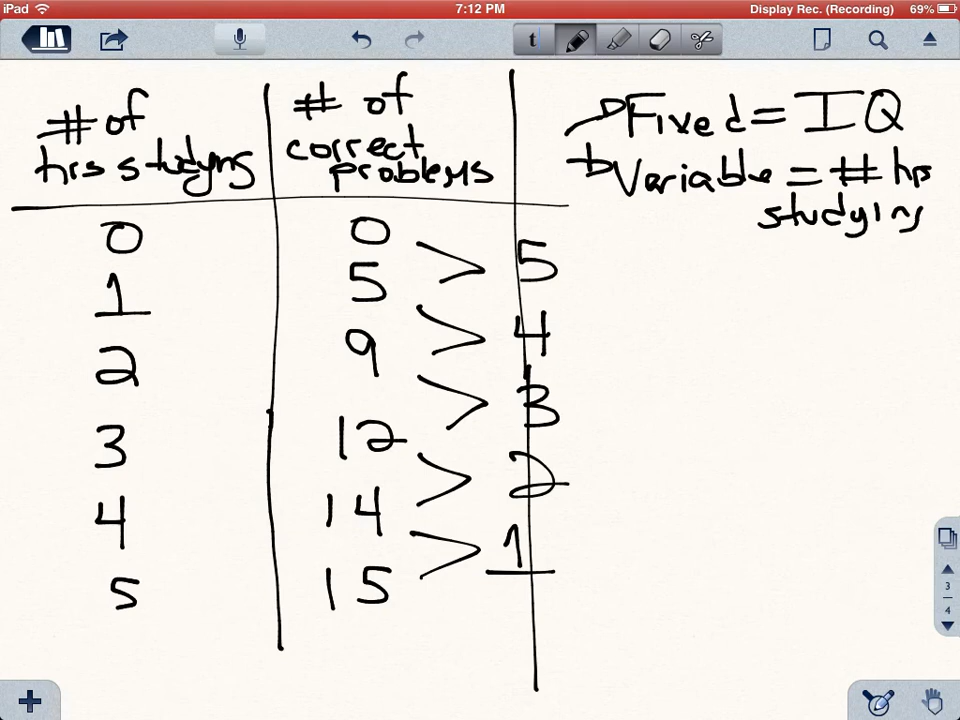 iPad 7:12 PM Display Rec. (Recording) 69%
t
# of
hrs studyng
# of
correct
problems
Fixed = IQ
Variable = # hrs
studying
0 0
5
1 5
4
2 9
3
3 12
2
4 14
1
5 15
3
4